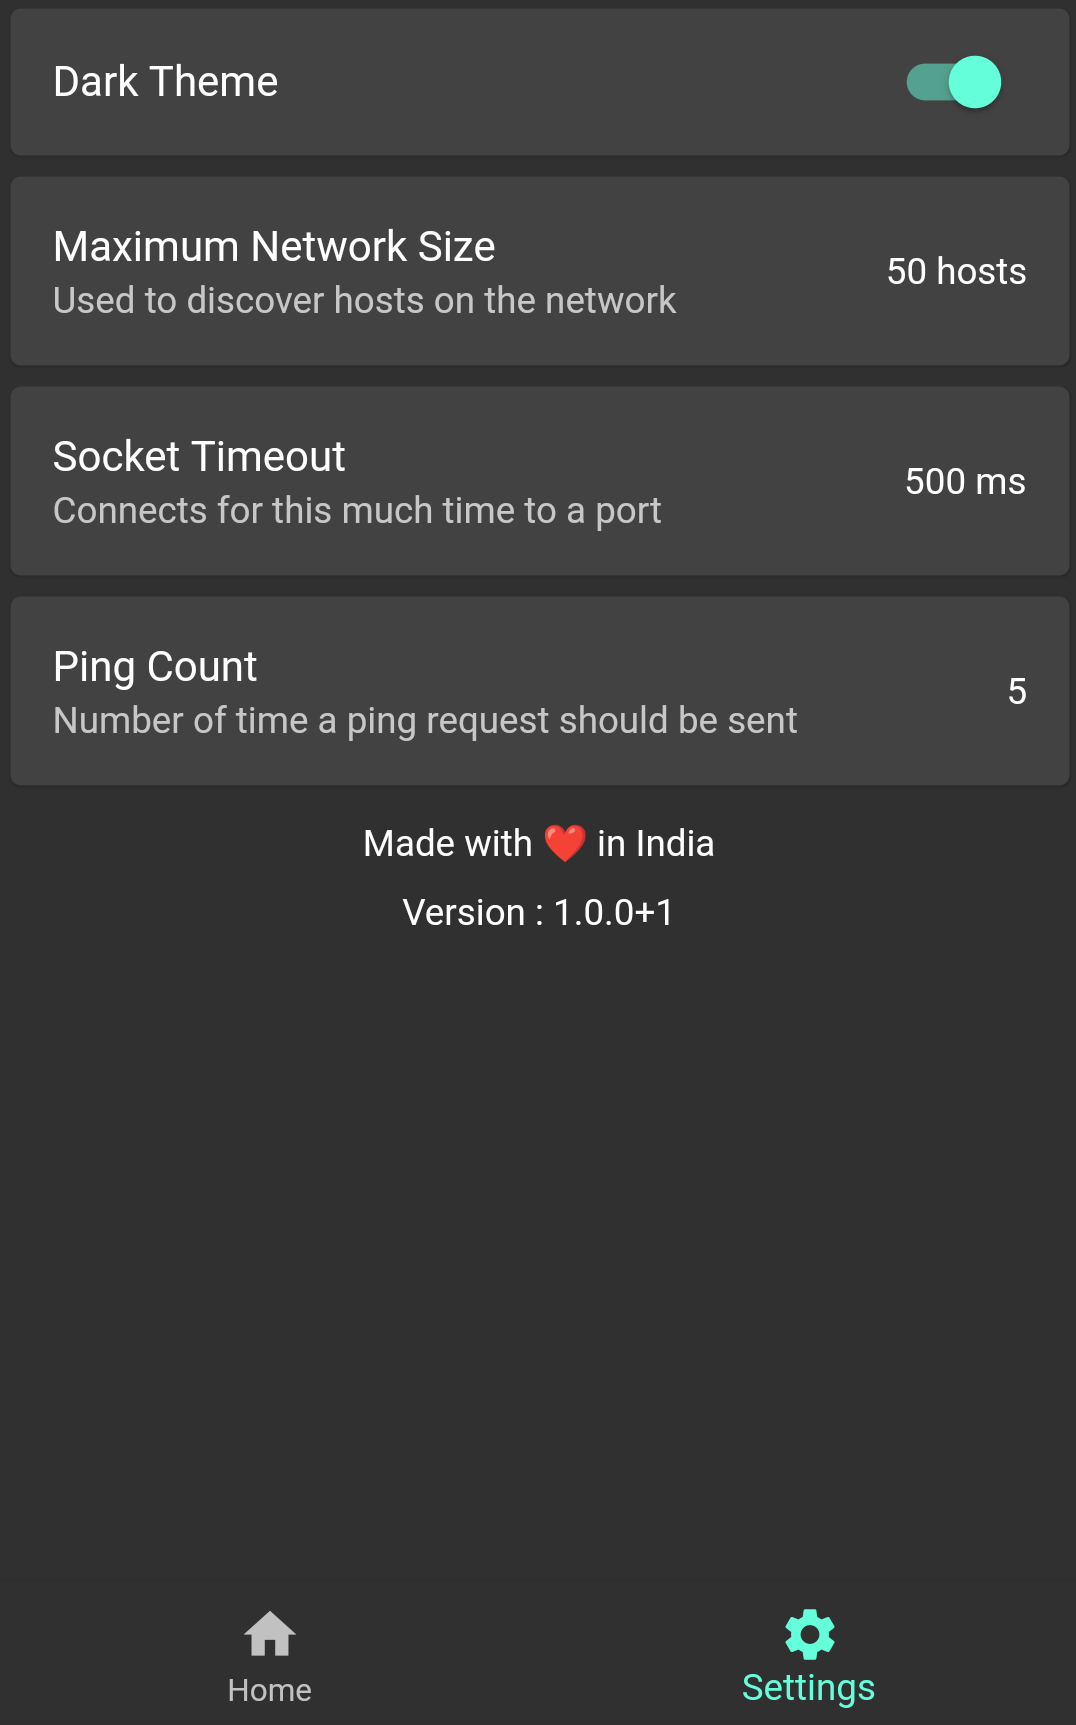 Dark Theme
Maximum Network Size
Used to discover hosts on the network
50 hosts
Socket Timeout
Connects for this much time to a port
500 ms
Ping Count
Number of time a ping request should be sent
5
Made with ❤️ in India
Version : 1.0.0+1
Home
Settings